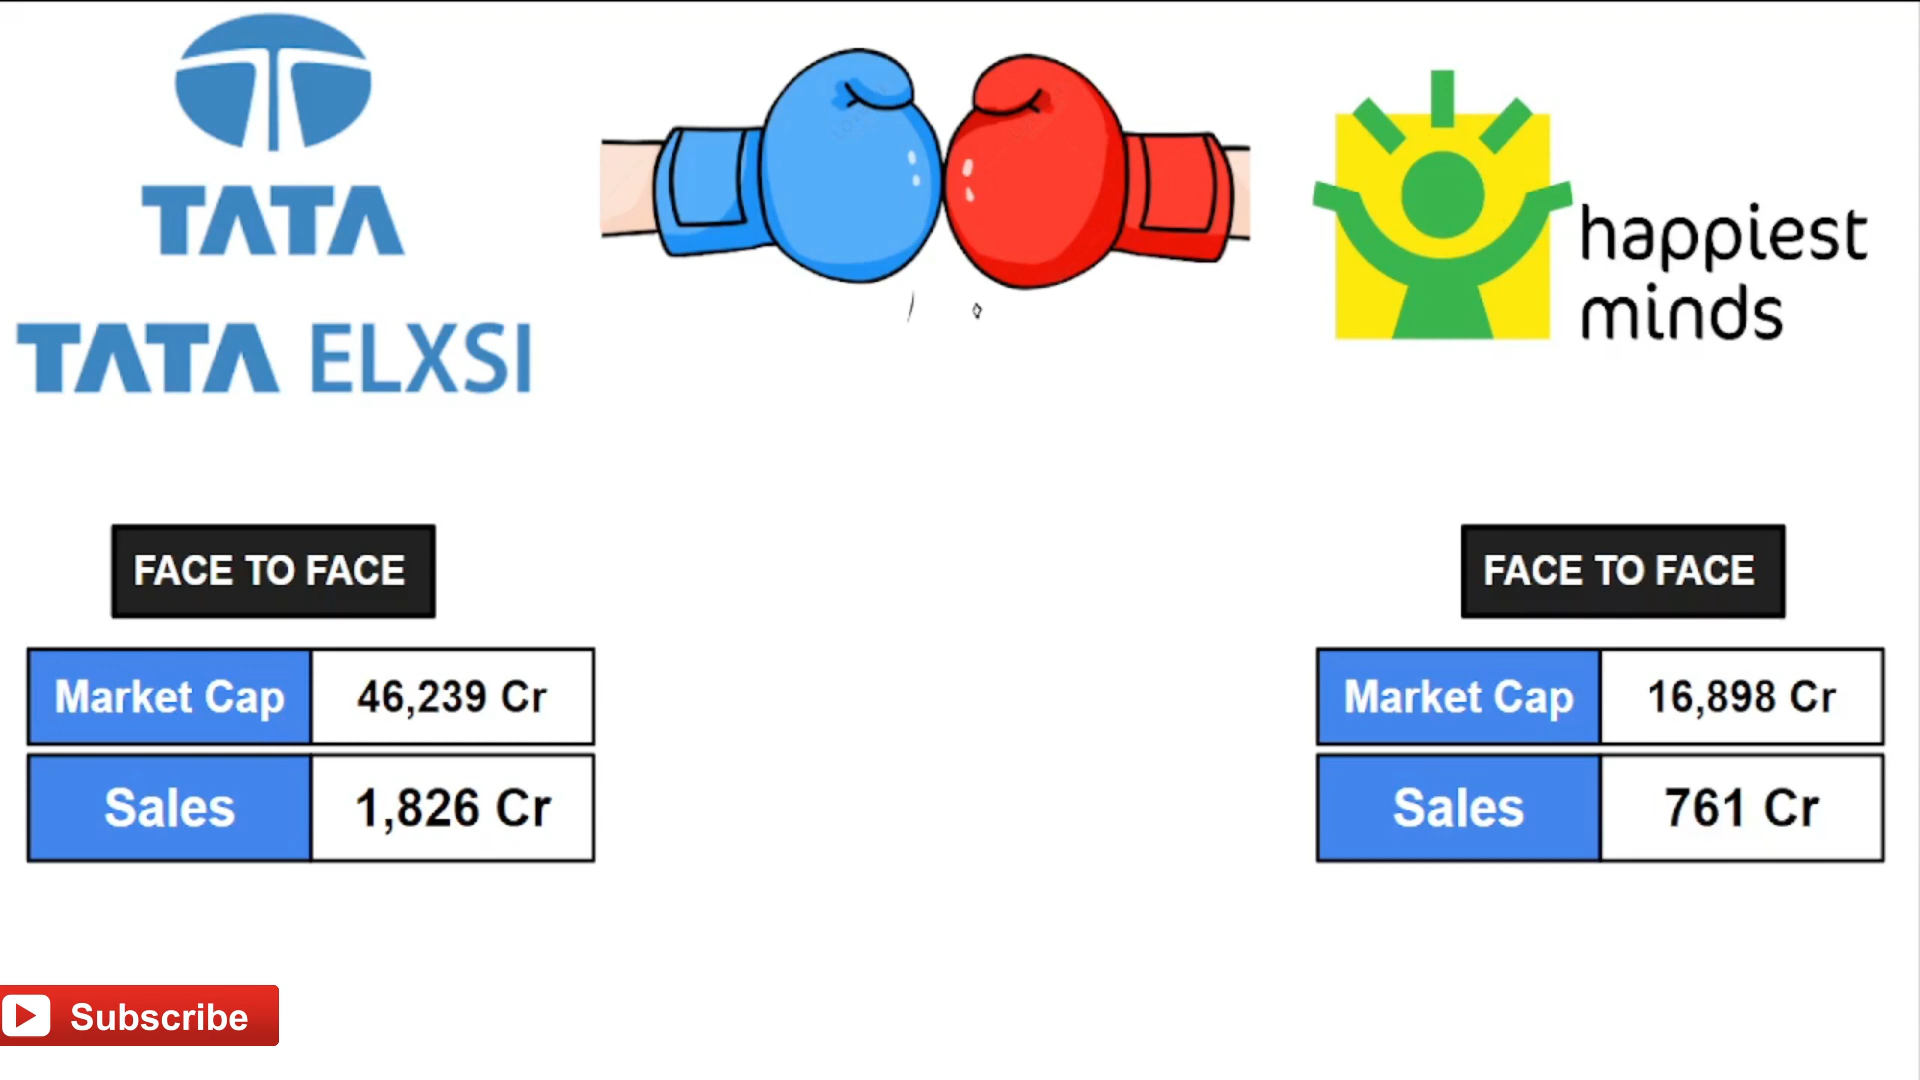 TATA
TATA ELXSI
happiest
minds
FACE TO FACE
Market Cap 46,239 Cr
Sales 1,826 Cr
FACE TO FACE
Market Cap 16,898 Cr
Sales 761 Cr
Subscribe